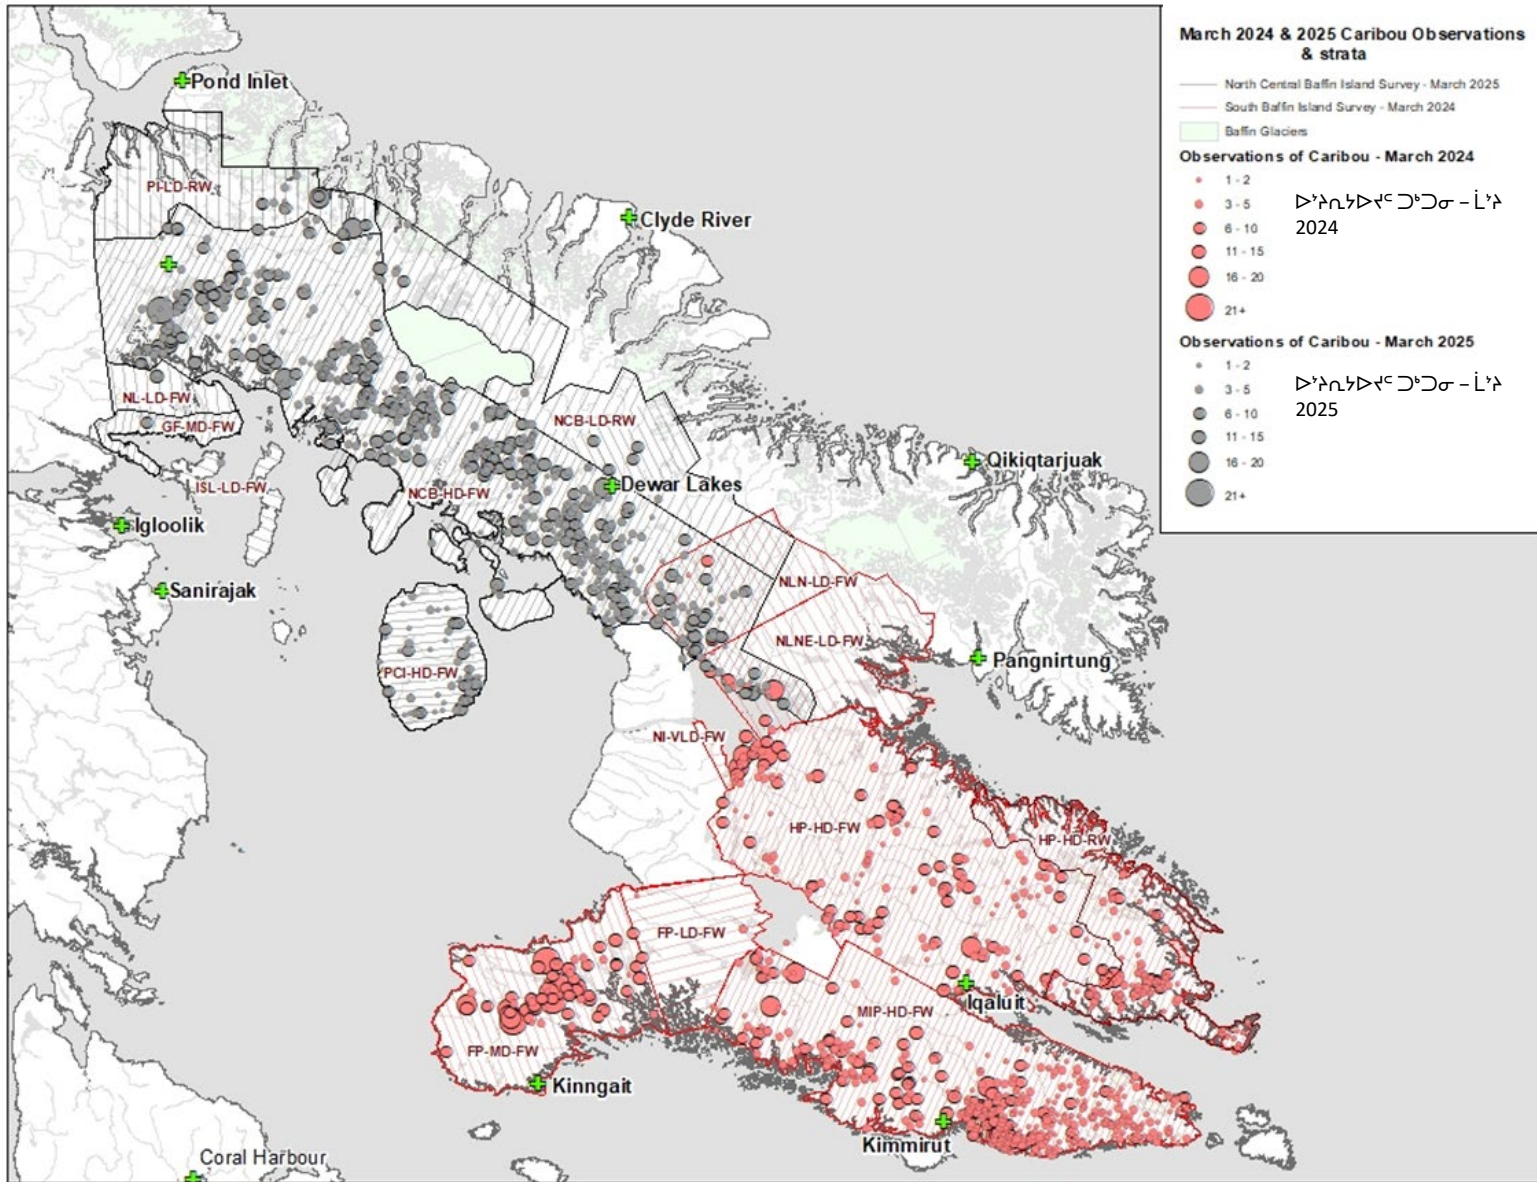 March 2024 & 2025 Caribou Observations
& strata
North Central Baffin Island Survey - March 2025
South Baffin Island Survey - March 2024
Baffin Glaciers
Observations of Caribou - March 2024
1 - 2
3 - 5
6 - 10
11 - 15
16 - 20
21+
ᐅᔾᔨᕆᔭᐅᔪᑦ ᑐᒃᑐᓂ – ᒫᔾᔨ
2024
Observations of Caribou - March 2025
1 - 2
3 - 5
6 - 10
11 - 15
16 - 20
21+
ᐅᔾᔨᕆᔭᐅᔪᑦ ᑐᒃᑐᓂ – ᒫᔾᔨ
2025
Pond Inlet
PI-LD-RW
Clyde River
NL-LD-FW
GF-MD-FW
NCB-LD-RW
ISL-LD-FW
NCB-HD-FW
Dewar Lakes
Qikiqtarjuak
Igloolik
Sanirajak
NLN-LD-FW
NLNE-LD-FW
Pangnirtung
PCI-HD-FW
NI-VLD-FW
HP-HD-FW
HP-HD-RW
FP-LD-FW
MIP-HD-FW
Iqaluit
FP-MD-FW
Kinngait
Kimmirut
Coral Harbour